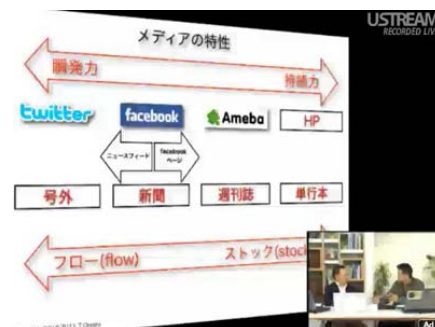 USTREAM
RECORDED LIVE
メディアの特性
瞬発力
持続力
twitter
facebook
Ameba
HP
ニュースフィード
facebook
ページ
号外
新聞
週刊誌
単行本
フロー(flow)
ストック(stock